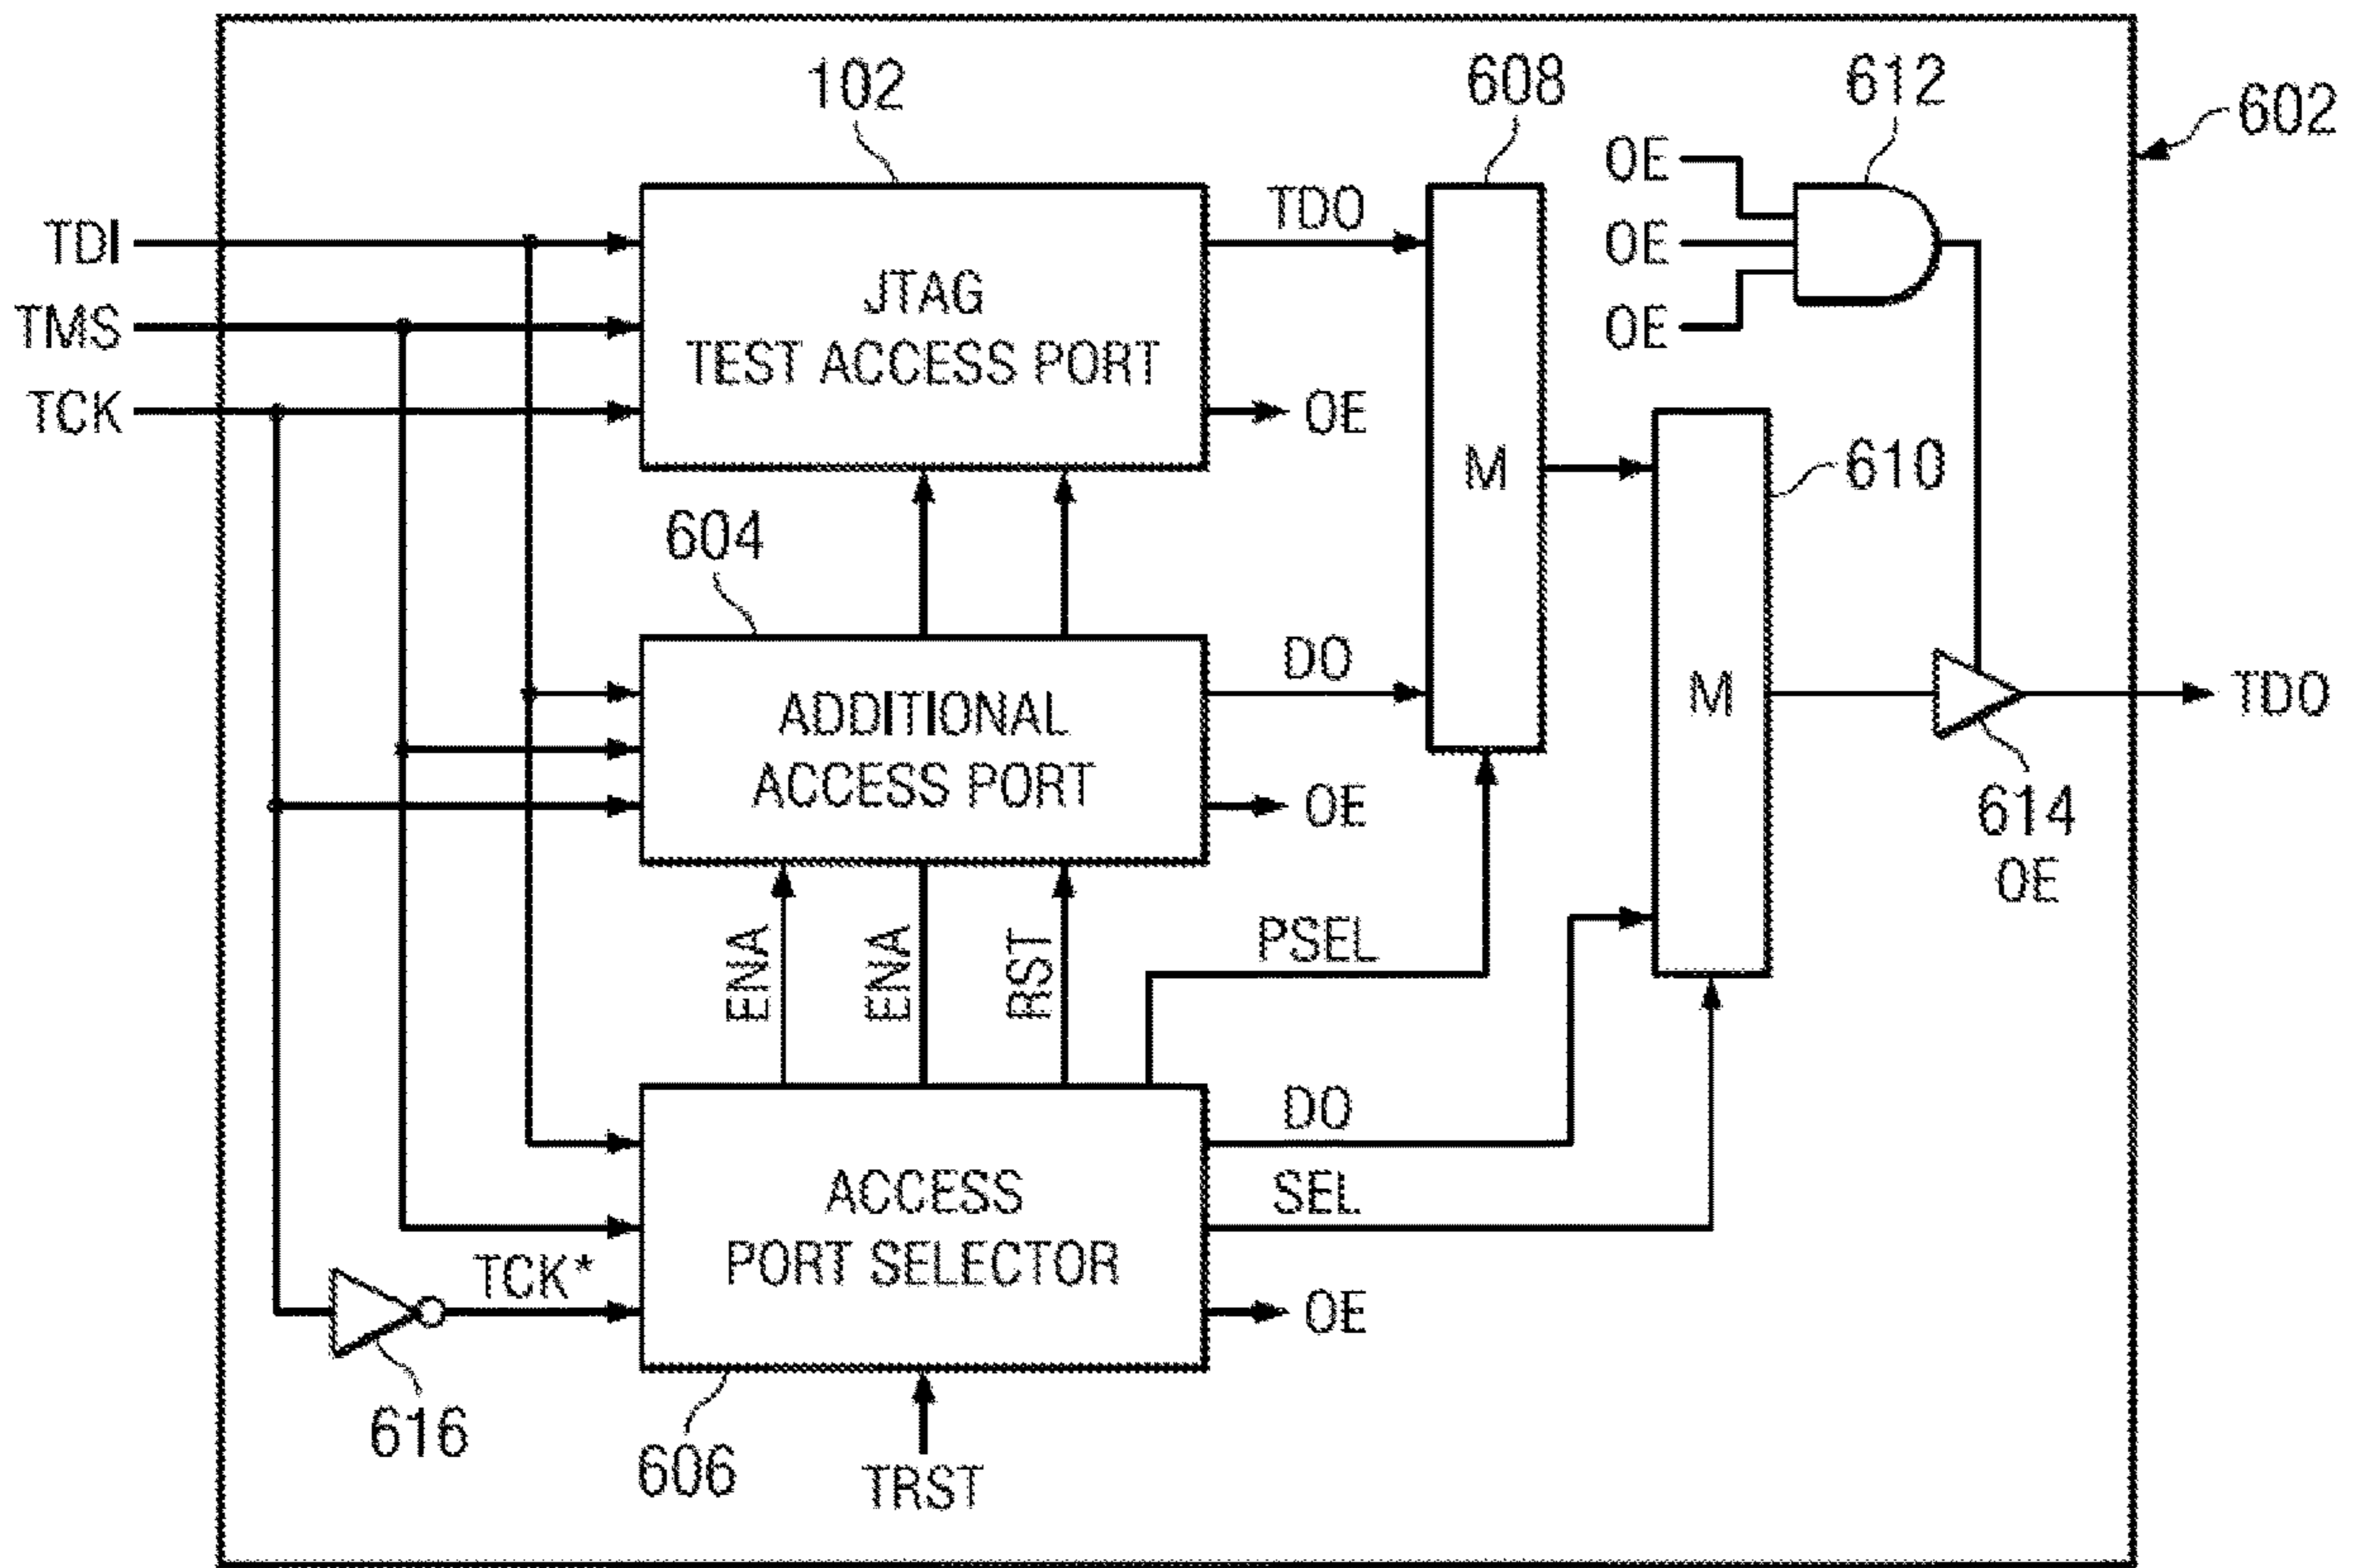 102
608
612
602
OE
OE
OE
TDI
TMS
TCK
JTAG
TEST ACCESS PORT
TDO
OE
M
610
604
ADDITIONAL
ACCESS PORT
DO
OE
M
TDO
614
OE
ENA
ENA
RST
PSEL
ACCESS
PORT SELECTOR
DO
SEL
OE
TCK*
616
606
TRST